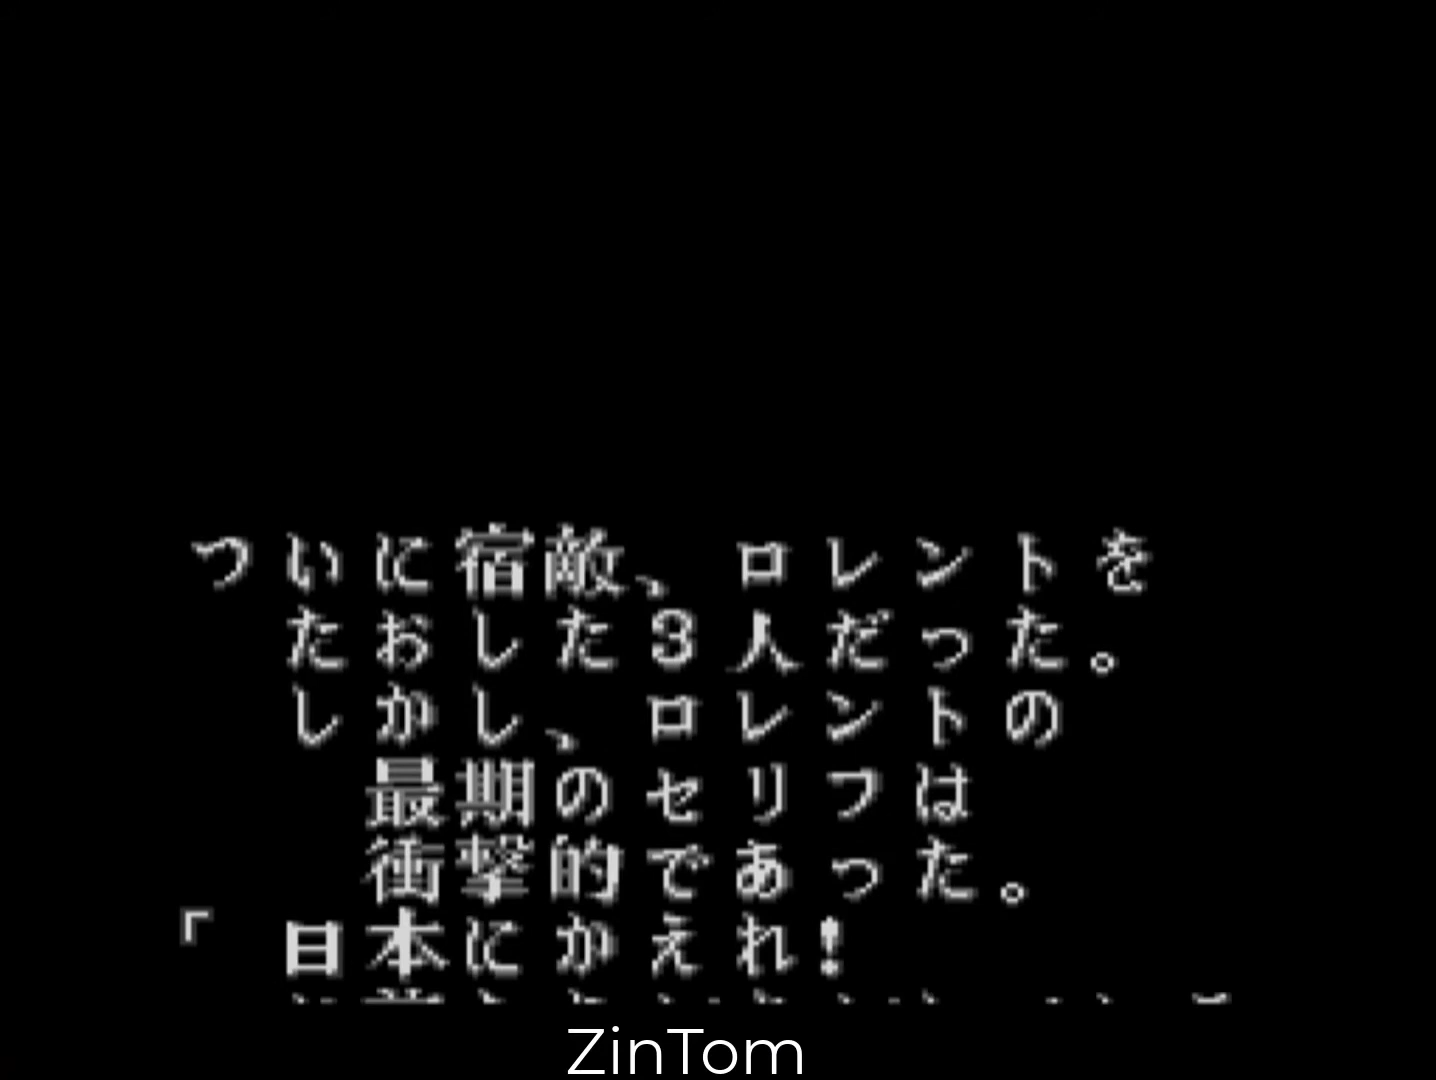 ついに宿敵、ロレントを
たおした3人だった。
しかし、ロレントの
最期のセリフは
衝撃的であった。
「日本にかえれ!
ZinTom